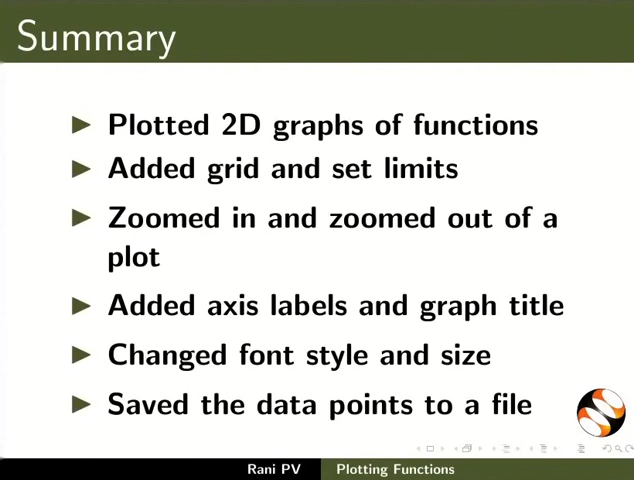 Summary
Plotted 2D graphs of functions
Added grid and set limits
Zoomed in and zoomed out of a
plot
Added axis labels and graph title
Changed font style and size
Saved the data points to a file
Rani PV Plotting Functions